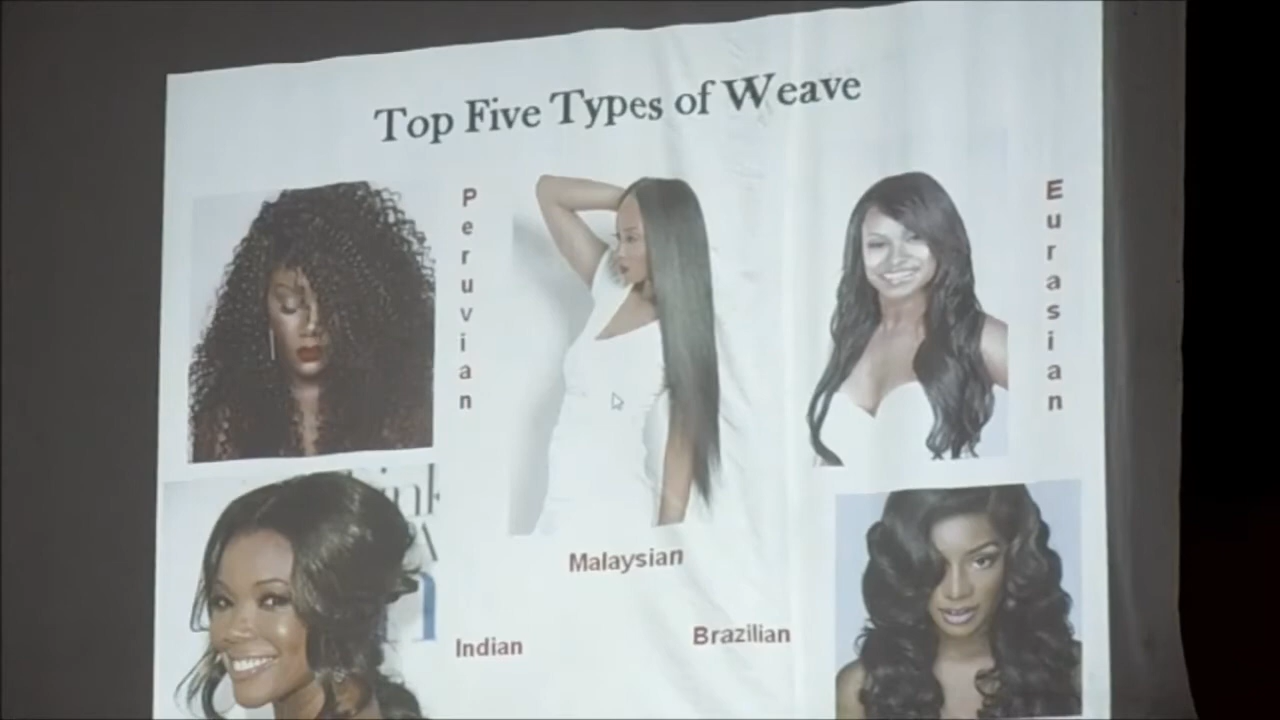 Top Five Types of Weave
Peruvian
Eurasian
Malaysian
Indian
Brazilian